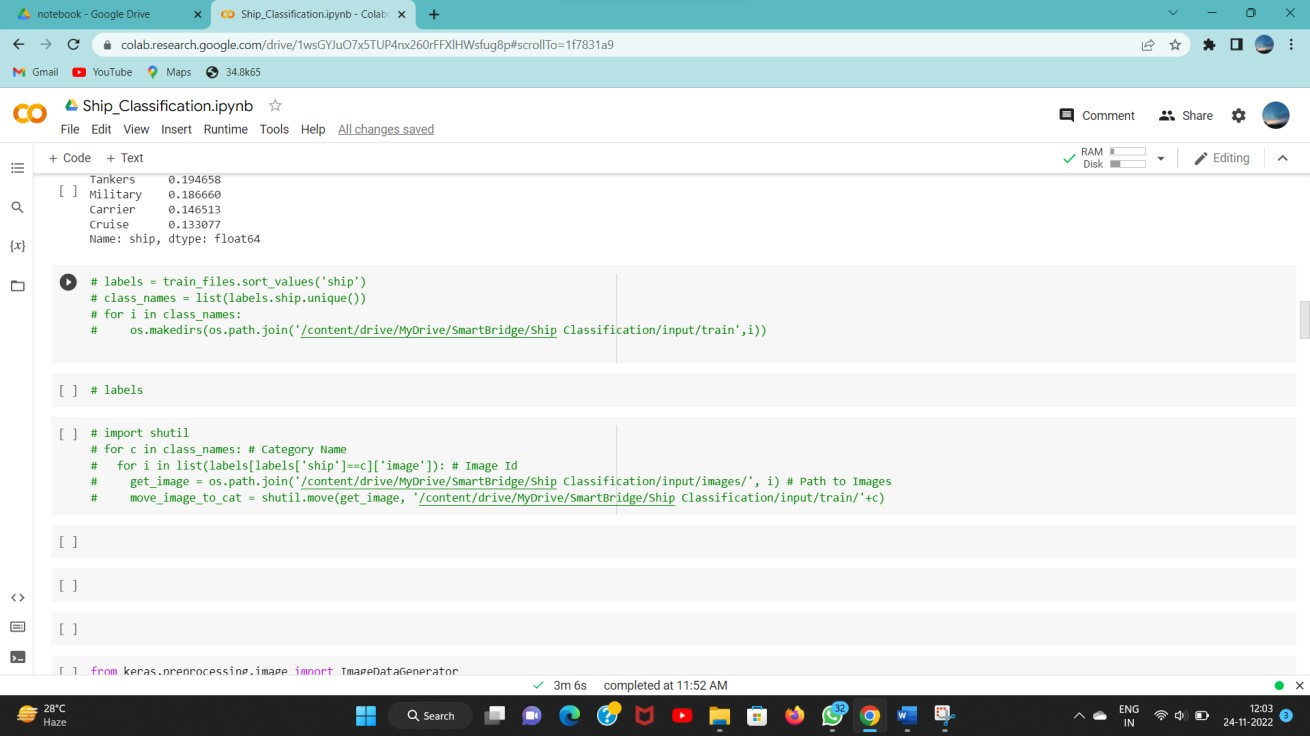 notebook - Google Drive
Ship_Classification.ipynb - Colab
colab.research.google.com/drive/1wsGYJuO7x5TUP4nx260rFFXlHWsfug8p#scrollTo=1f7831a9
Gmail YouTube Maps 34.8k65
Ship_Classification.ipynb
Comment Share
File Edit View Insert Runtime Tools Help All changes saved
+ Code + Text
RAM
Disk
Editing
Tankers 0.194658
[ ] Military 0.186660
Carrier 0.146513
Cruise 0.133077
Name: ship, dtype: float64
{x}
# labels = train_files.sort_values('ship')
# class_names = list(labels.ship.unique())
# for i in class_names:
#     os.makedirs(os.path.join('/content/drive/MyDrive/SmartBridge/Ship Classification/input/train',i))
[ ] # labels
[ ] # import shutil
# for c in class_names: # Category Name
#   for i in list(labels[labels['ship']==c]['image']): # Image Id
#     get_image = os.path.join('/content/drive/MyDrive/SmartBridge/Ship Classification/input/images/', i) # Path to Images
#     move_image_to_cat = shutil.move(get_image, '/content/drive/MyDrive/SmartBridge/Ship Classification/input/train/'+c)
[ ]
[ ]
[ ]
[ ] from keras.preprocessing.image import ImageDataGenerator
3m 6s completed at 11:52 AM
28°C
Haze
Search
32
ENG
IN
12:03
24-11-2022
3